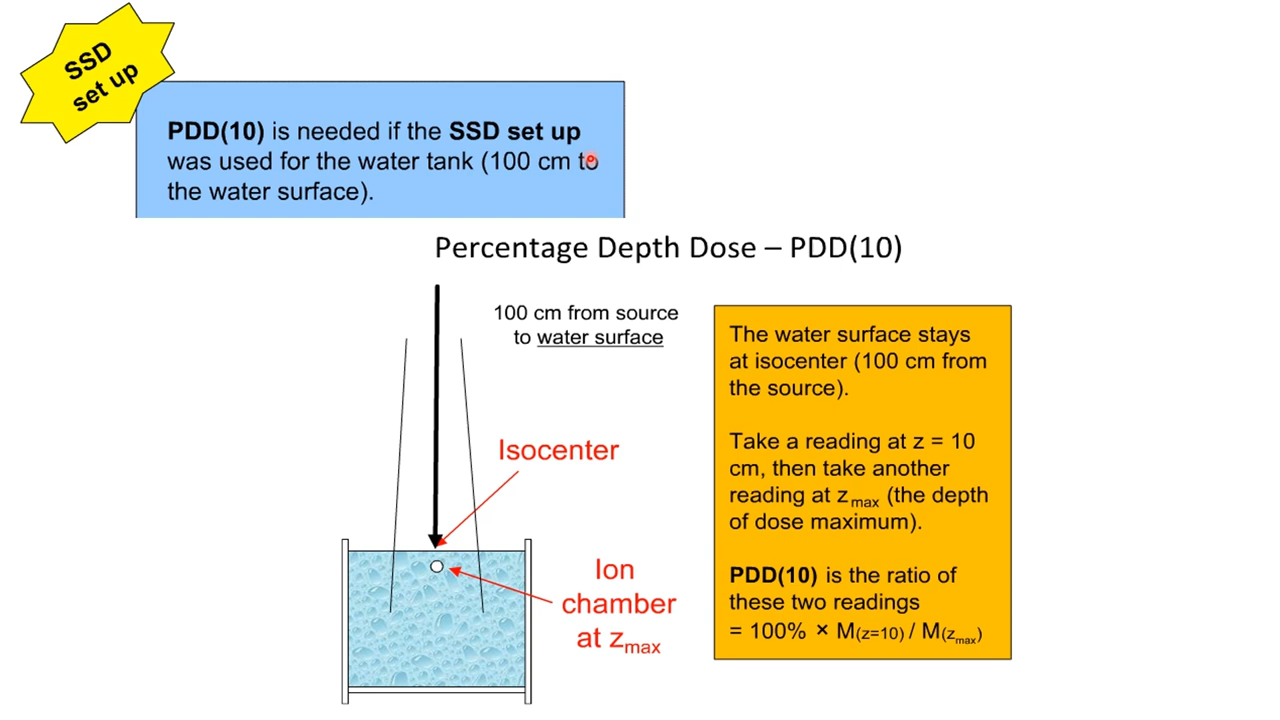 SSD
set up
PDD(10) is needed if the SSD set up
was used for the water tank (100 cm to
the water surface).
Percentage Depth Dose – PDD(10)
100 cm from source
to water surface
Isocenter
Ion
chamber
at zmax
The water surface stays
at isocenter (100 cm from
the source).
Take a reading at z = 10
cm, then take another
reading at zmax (the depth
of dose maximum).
PDD(10) is the ratio of
these two readings
= 100% × M(z=10) / M(zmax)